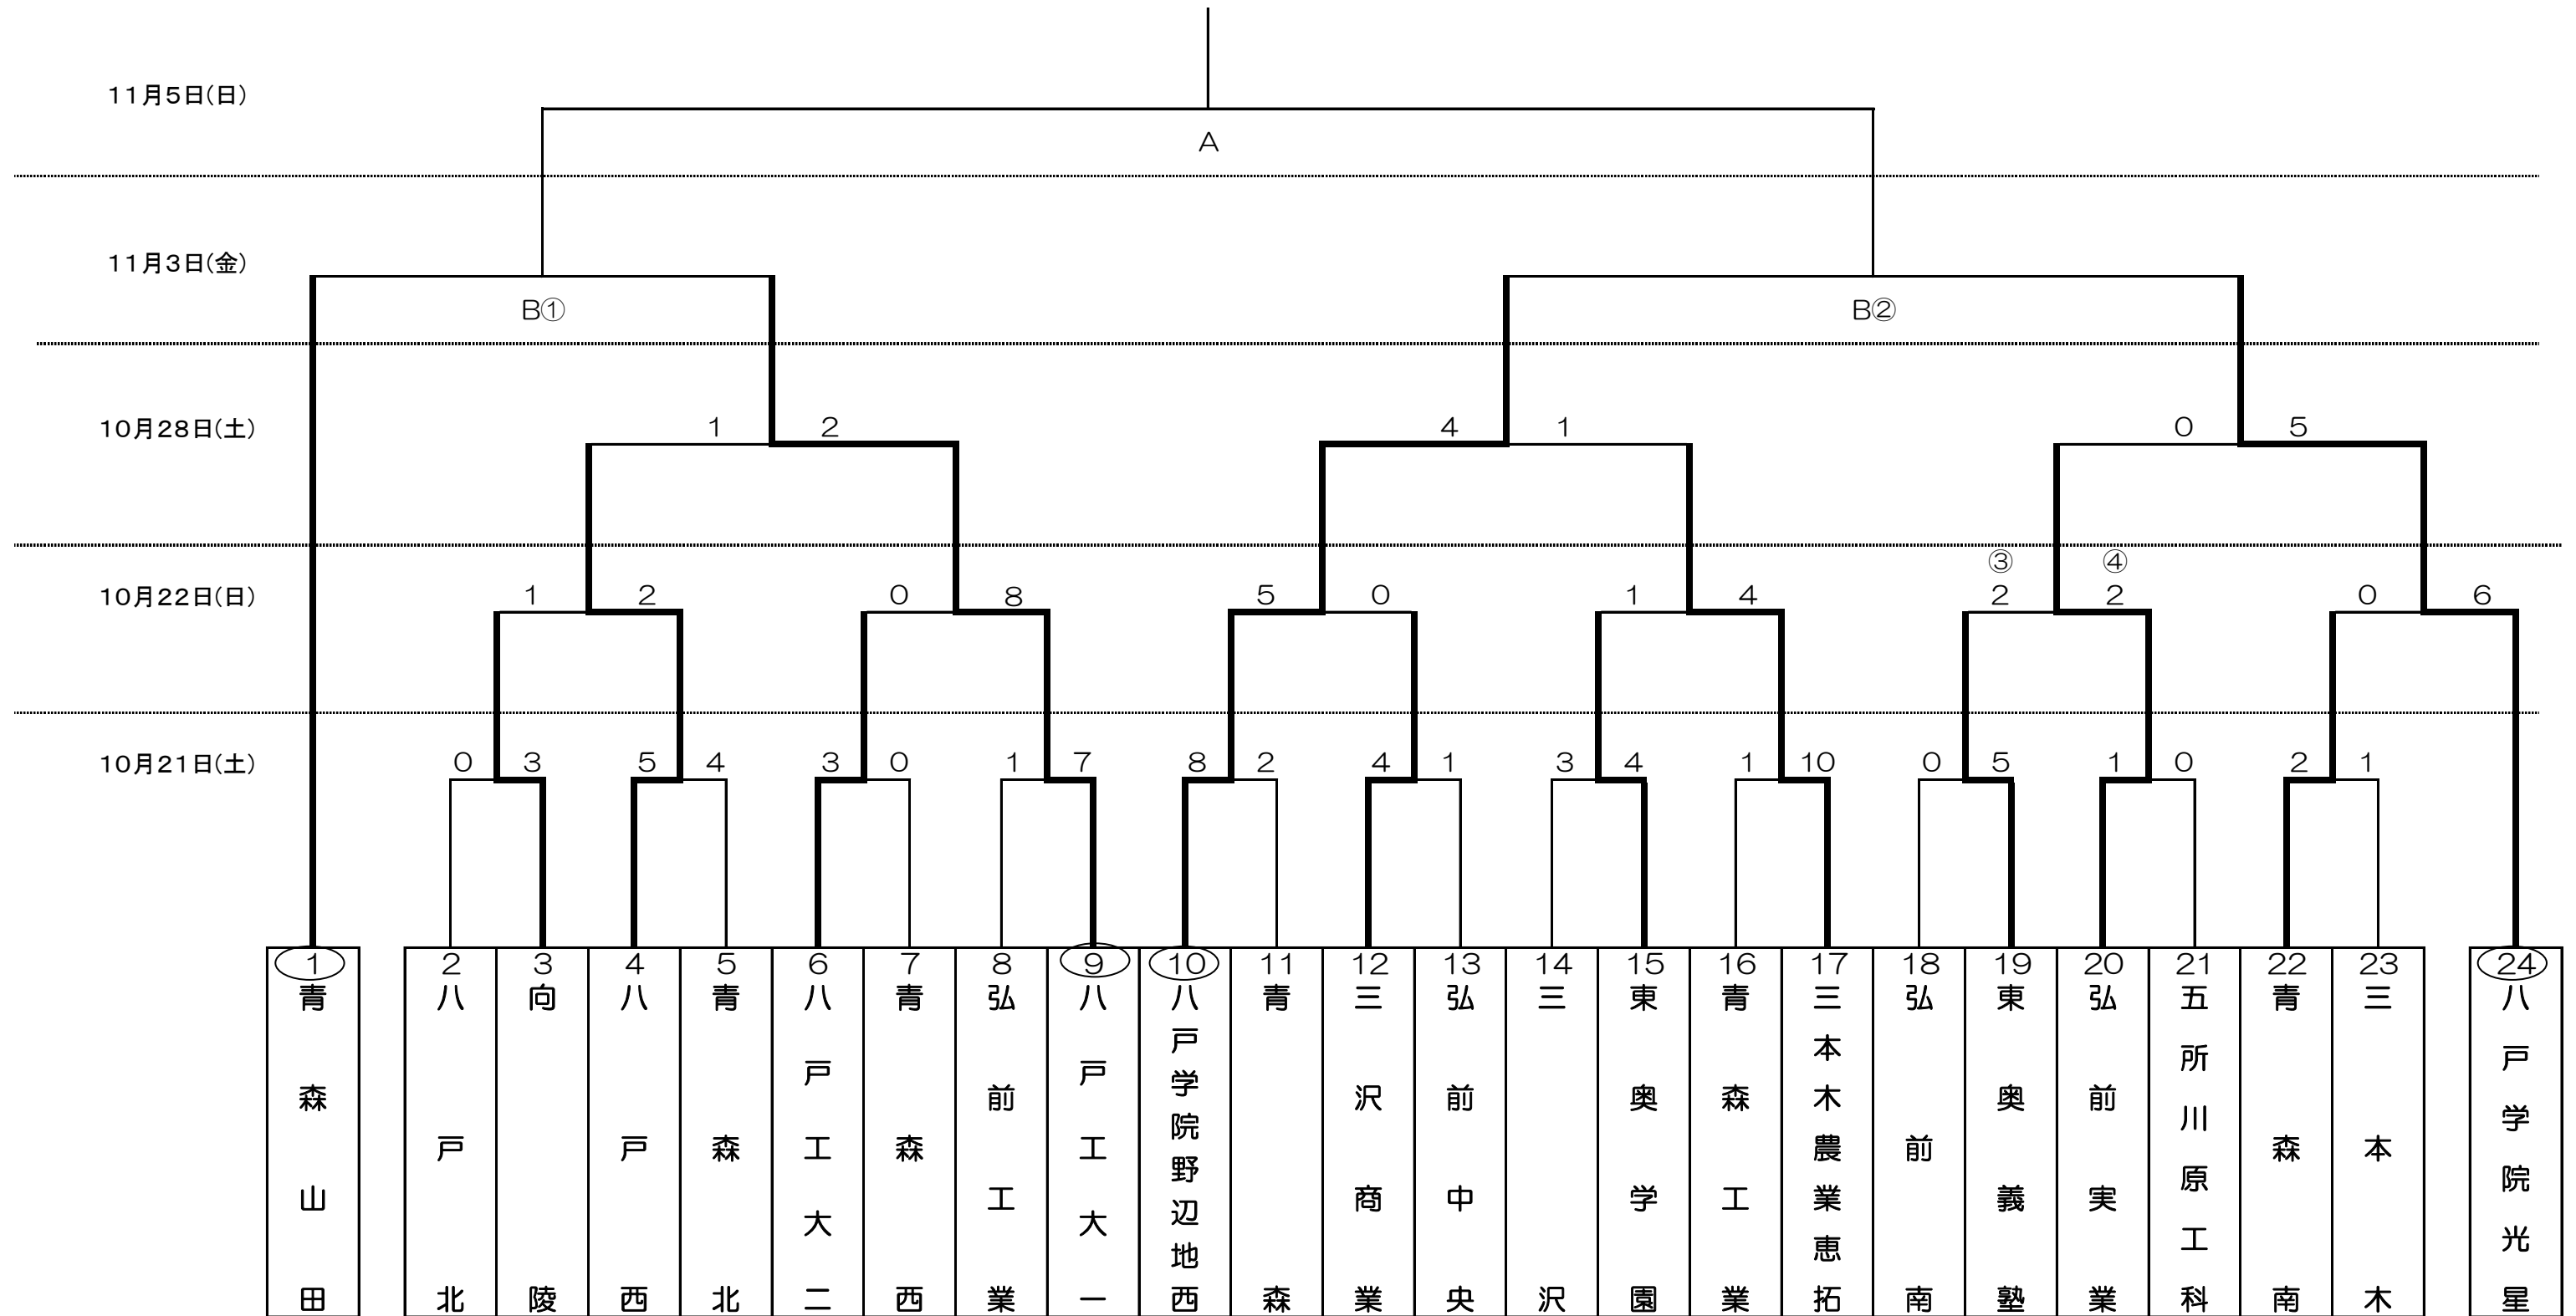 11月5日(日)
A
11月3日(金)
B① B②
10月28日(土) 1 2 4 1 0 5
③ ④
10月22日(日) 1 2 0 8 5 0 1 4 2 2 0 6
10月21日(土) 0 3 5 4 3 0 1 7 8 2 4 1 3 4 1 10 0 5 1 0 2 1
1 2 3 4 5 6 7 8 9 10 11 12 13 14 15 16 17 18 19 20 21 22 23 24
青森山田
八戸北
向陵
八戸西
青森北
八戸工大二
青森西
弘前工業
八戸工大一
八戸学院野辺地西
青森
三沢商業
弘前中央
三沢
東奥学園
青森工業
三本木農業恵拓
弘前南
東奥義塾
弘前実業
五所川原工科
青森南
三本木
八戸学院光星